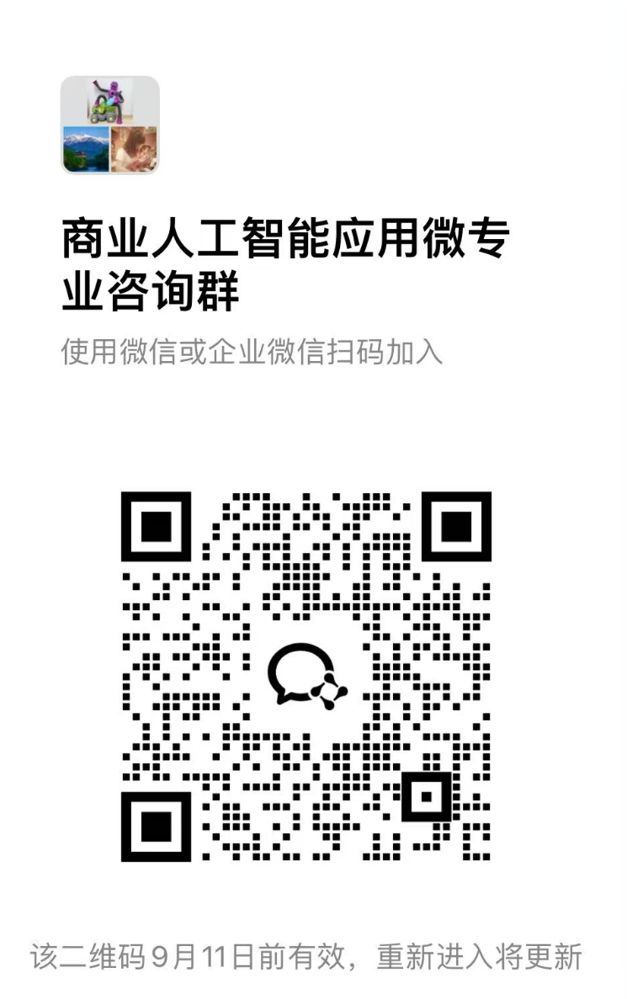 商业人工智能应用微专
业咨询群
使用微信或企业微信扫码加入
该二维码9月11日前有效，重新进入将更新